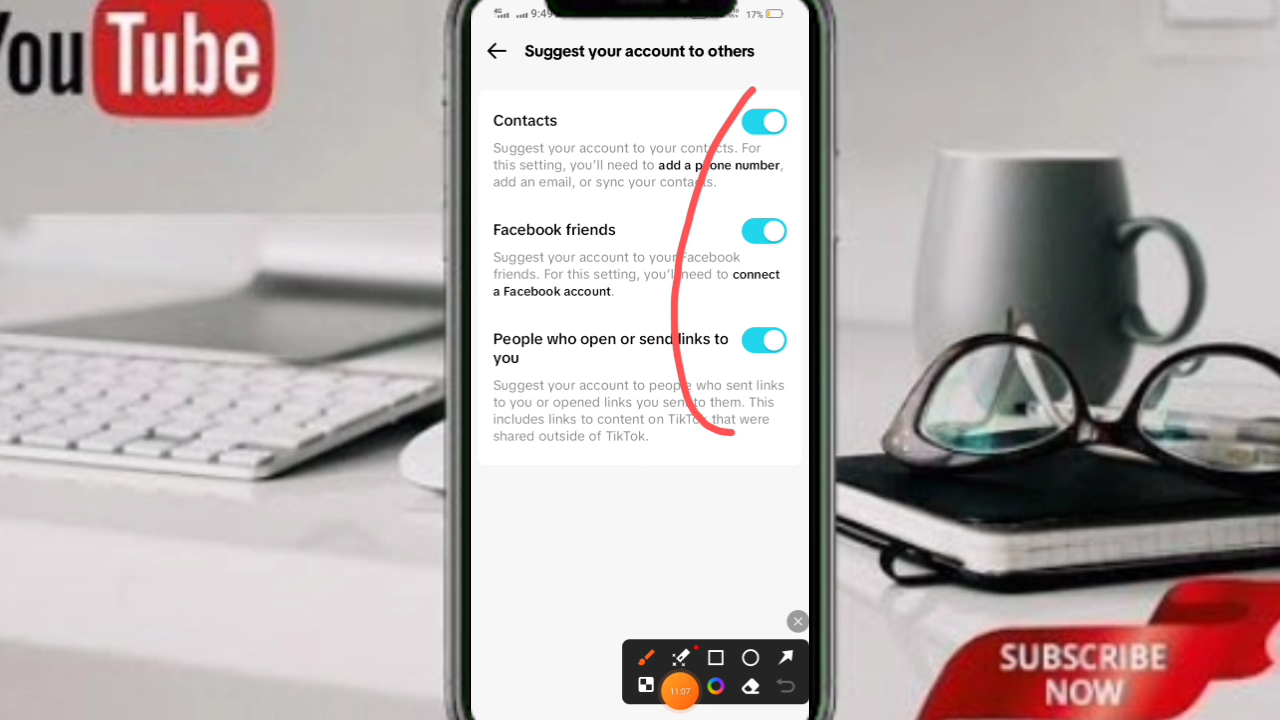 You Tube
4G 9:49 17%
Suggest your account to others
Contacts
Suggest your account to your contacts. For
this setting, you'll need to add a phone number,
add an email, or sync your contacts.
Facebook friends
Suggest your account to your Facebook
friends. For this setting, you'll need to connect
a Facebook account.
People who open or send links to
you
Suggest your account to people who sent links
to you or opened links you sent to them. This
includes links to content on TikTok that were
shared outside of TikTok.
11:07
SUBSCRIBE
NOW